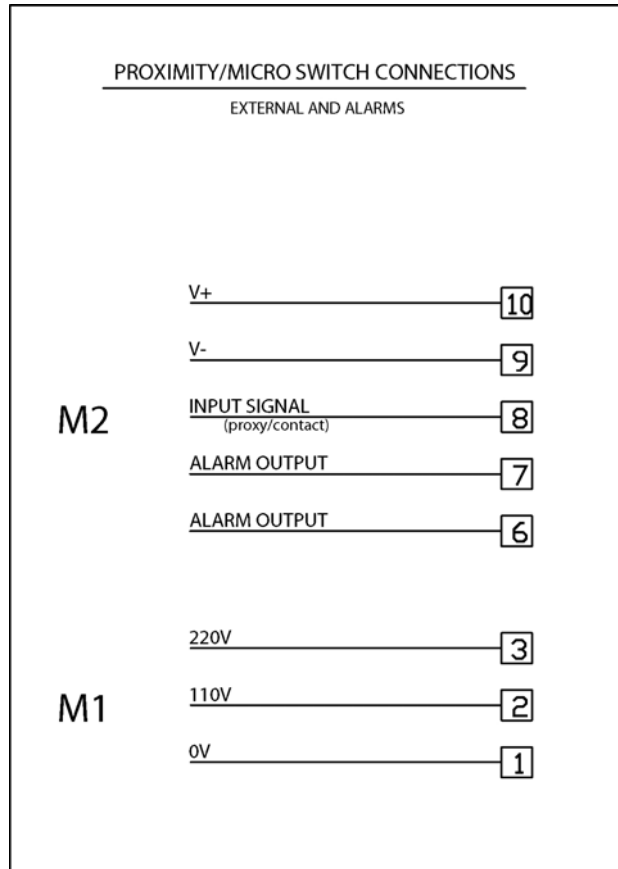 PROXIMITY/MICRO SWITCH CONNECTIONS
EXTERNAL AND ALARMS
V+ 10
V- 9
M2 INPUT SIGNAL 8
(proxy/contact)
ALARM OUTPUT 7
ALARM OUTPUT 6
220V 3
M1 110V 2
0V 1